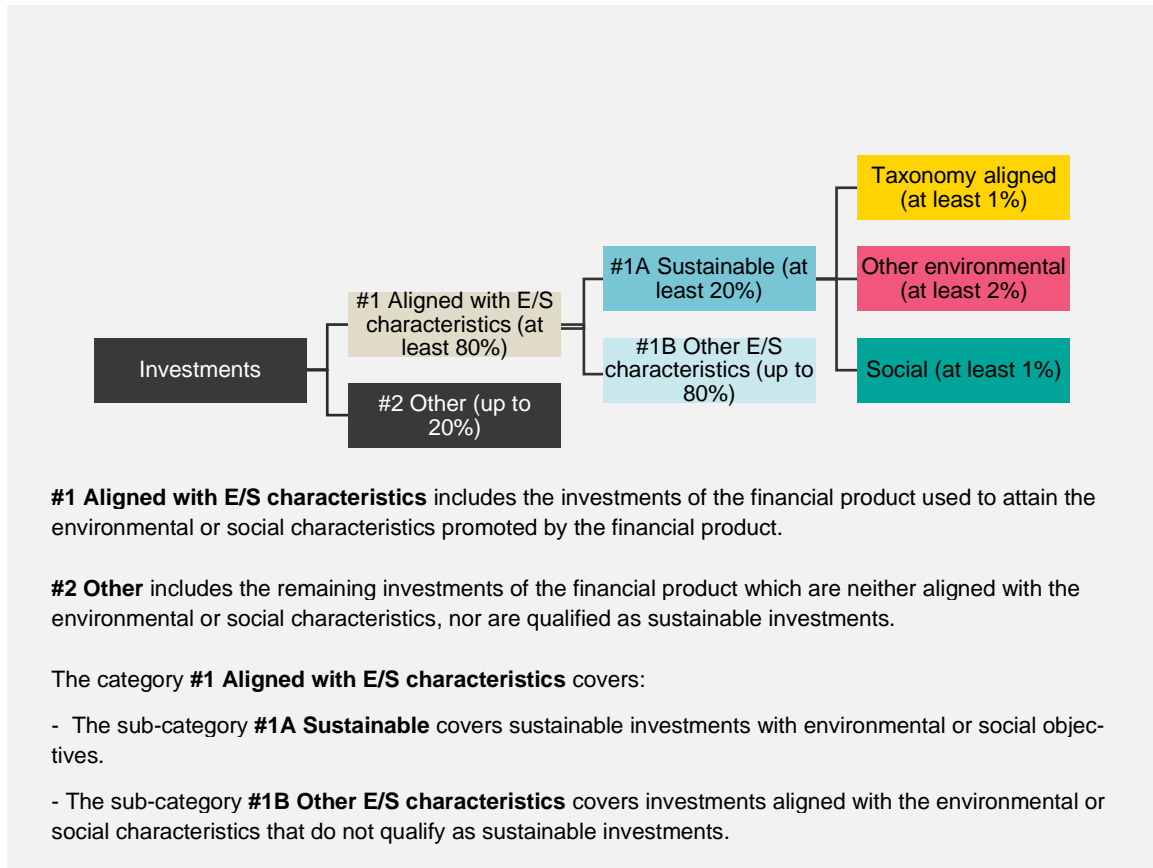 Taxonomy aligned
(at least 1%)
#1A Sustainable (at
least 20%)
Other environmental
(at least 2%)
#1 Aligned with E/S
characteristics (at
least 80%)
Investments
#1B Other E/S
characteristics (up to
80%)
Social (at least 1%)
#2 Other (up to
20%)
#1 Aligned with E/S characteristics includes the investments of the financial product used to attain the
environmental or social characteristics promoted by the financial product.
#2 Other includes the remaining investments of the financial product which are neither aligned with the
environmental or social characteristics, nor are qualified as sustainable investments.
The category #1 Aligned with E/S characteristics covers:
- The sub-category #1A Sustainable covers sustainable investments with environmental or social objec-
tives.
- The sub-category #1B Other E/S characteristics covers investments aligned with the environmental or
social characteristics that do not qualify as sustainable investments.